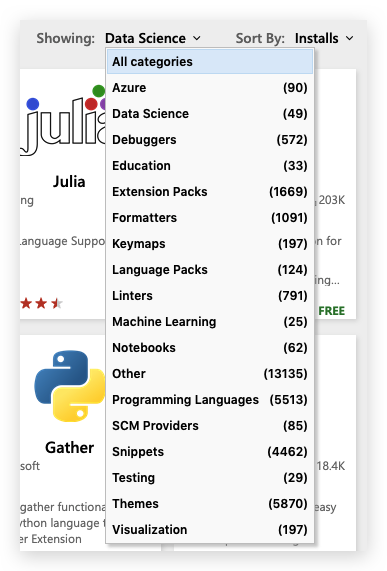 Showing: Data Science Sort By: Installs
All categories
Azure (90)
Data Science (49)
Debuggers (572)
Education (33)
Extension Packs (1669)
Formatters (1091)
Keymaps (197)
Language Packs (124)
Linters (791)
Machine Learning (25)
Notebooks (62)
Other (13135)
Programming Languages (5513)
SCM Providers (85)
Snippets (4462)
Testing (29)
Themes (5870)
Visualization (197)
julia
Julia
ng
203K
Language Suppo
n for
ng...
FREE
Gather
soft
18.4K
gather functiona
ython language t
er Extension
easy